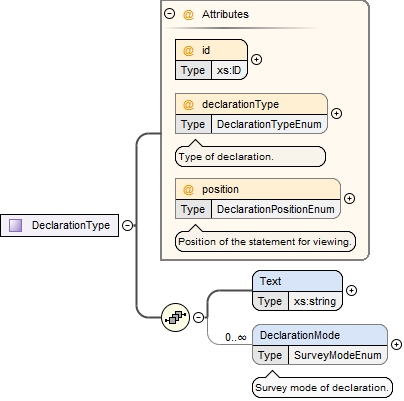 @ Attributes
@ id
Type xs:ID
@ declarationType
Type DeclarationTypeEnum
Type of declaration.
@ position
Type DeclarationPositionEnum
Position of the statement for viewing.
DeclarationType
Text
Type xs:string
0..∞ DeclarationMode
Type SurveyModeEnum
Survey mode of declaration.